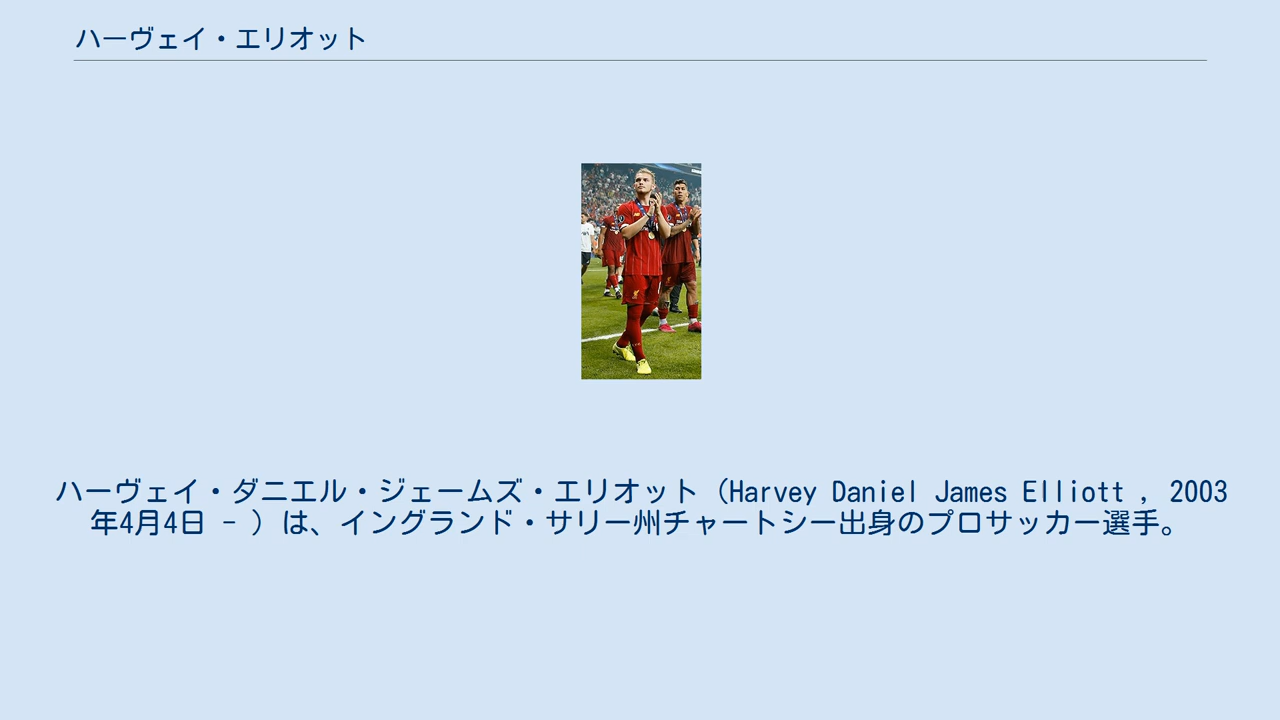 ハーヴェイ・エリオット
ハーヴェイ・ダニエル・ジェームズ・エリオット（Harvey Daniel James Elliott , 2003
年4月4日 - ）は、イングランド・サリー州チャートシー出身のプロサッカー選手。